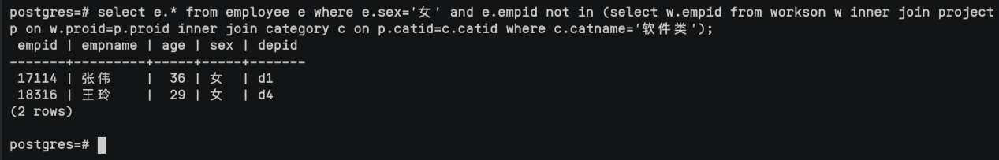 postgres=# select e.* from employee e where e.sex='女' and e.empid not in (select w.empid from workson w inner join project
p on w.proid=p.proid inner join category c on p.catid=c.catid where c.catname='软件类');
 empid | empname | age | sex | depid
-------+---------+-----+-----+-------
 17114 | 张伟    |  36 | 女  | d1
 18316 | 王玲    |  29 | 女  | d4
(2 rows)
postgres=#